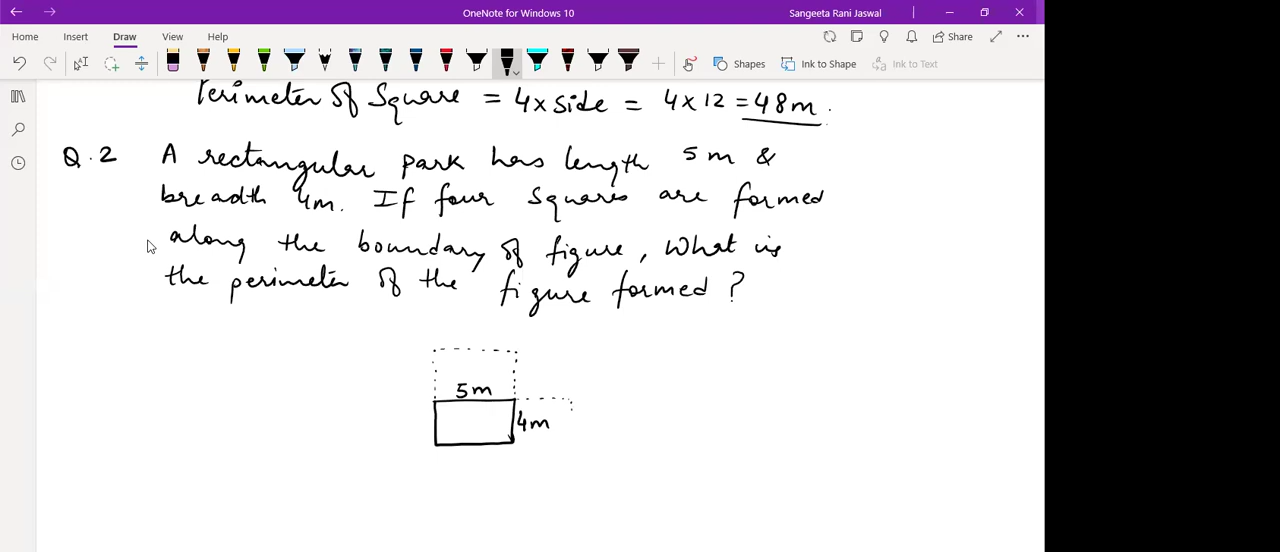 OneNote for Windows 10
Sangeeta Rani Jaswal
Home Insert Draw View Help
Share
Shapes Ink to Shape Ink to Text
Perimeter of Square = 4 x side = 4 x 12 = 48m.
Q.2 A rectangular park has length 5m &
breadth 4m. If four squares are formed
along the boundary of figure, What is
the perimeter of the figure formed ?
5m
4m